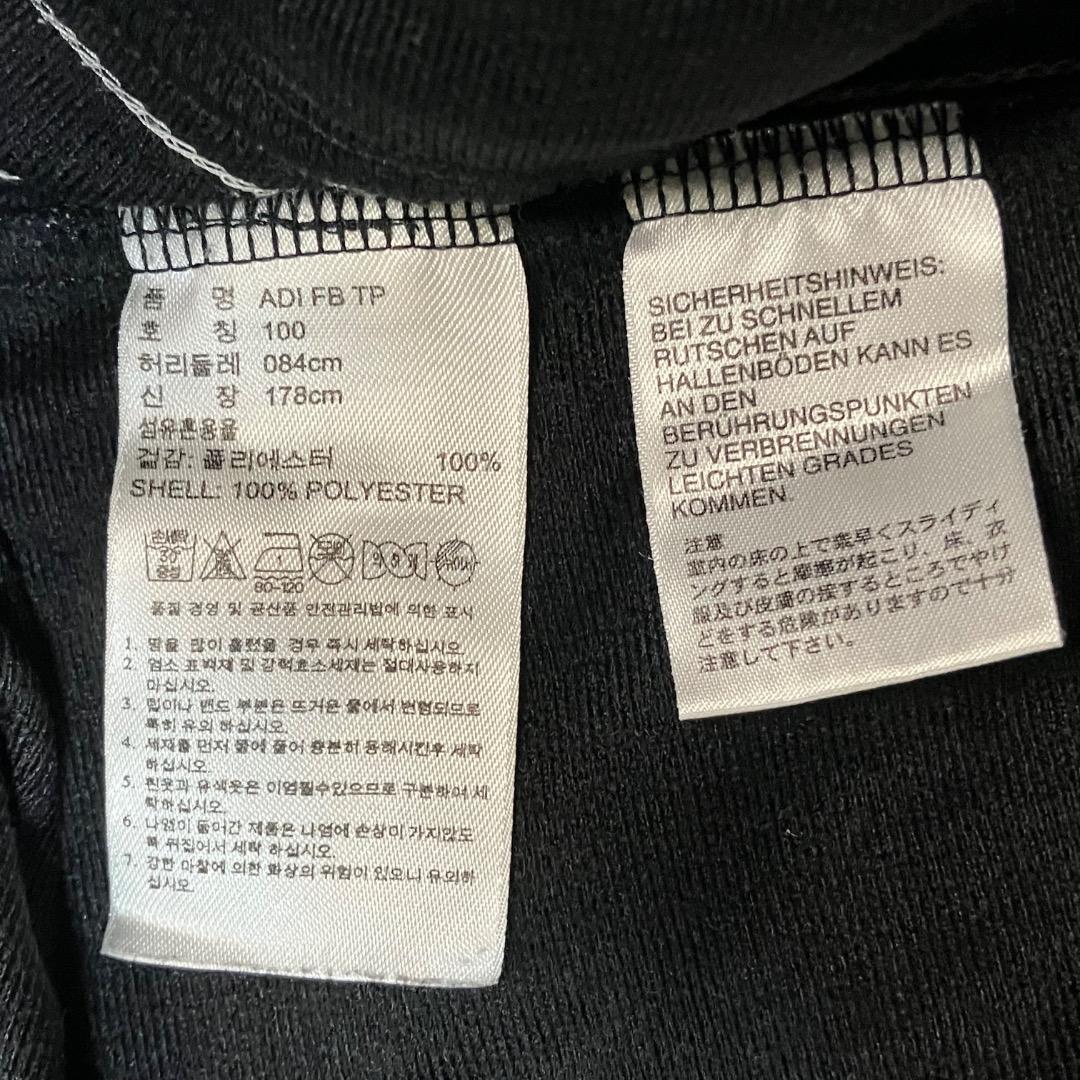 품 명 ADI FB TP
호 칭 100
허리둘레 084cm
신 장 178cm
섬유혼용율
겉감: 폴리에스터 100%
SHELL: 100% POLYESTER
손세탁
중성
80-120
품질 경영 및 공산품 안전관리법에 의한 표시
1. 땀을 많이 흘렸을 경우 즉시 세탁하십시오.
2. 염소 표백제 및 강력효소세제는 절대사용하지
마십시오.
3. 밑이나 밴드 부분은 뜨거운 물에서 변형되므로
특히 유의 하십시오.
4. 세제를 먼저 물에 풀어 충분히 용해시킨후 세탁
하십시오.
5. 흰옷과 유색옷은 이염될수있으므로 구분하여 세
탁하십시오.
6. 나염이 들어간 제품은 나염에 손상이 가지않도
록 뒤집어서 세탁 하십시오.
7. 강한 마찰에 의한 화상의 위험이 있으니 유의하
십시오.
SICHERHEITSHINWEIS:
BEI ZU SCHNELLEM
RUTSCHEN AUF
HALLENBÖDEN KANN ES
AN DEN
BERÜHRUNGSPUNKTEN
ZU VERBRENNUNGEN
LEICHTEN GRADES
KOMMEN
注意
室内の床の上で素早くスライディ
ングすると摩擦が起こり、床、衣
服及び皮膚の接するところでやけ
どをする危険がありますので十分
注意して下さい。